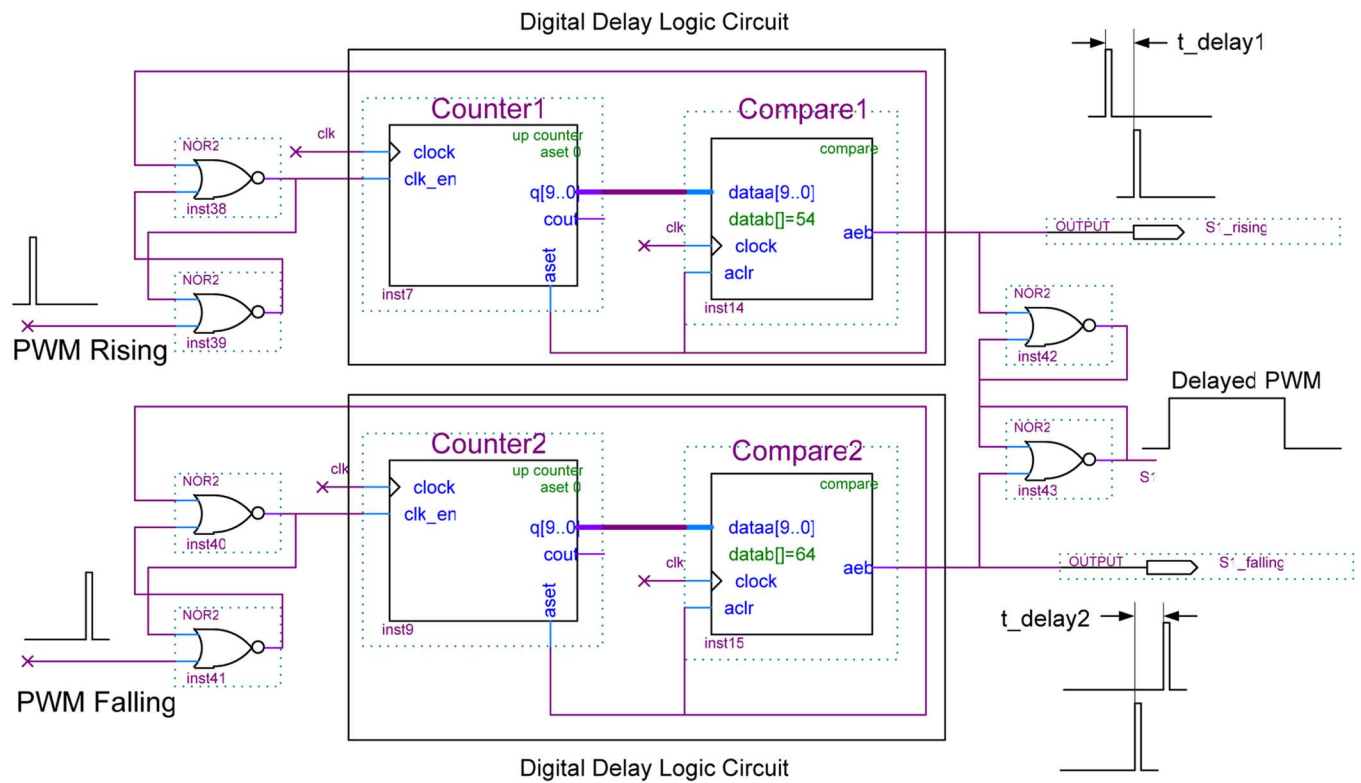 Digital Delay Logic Circuit
t_delay1
Counter1
Compare1
clk
up counter
aset 0
compare
NOR2
clock
clk_en
inst38
q[9..0]
dataa[9..0]
cout
datab[]=54
clk
clock
aeb
OUTPUT
S1_rising
aset
aclr
NOR2
inst7
inst14
NOR2
inst39
inst42
PWM Rising
Delayed PWM
Counter2
Compare2
NOR2
clk
up counter
aset 0
compare
S1
NOR2
clock
clk_en
inst43
inst40
q[9..0]
dataa[9..0]
cout
datab[]=64
clk
clock
aeb
OUTPUT
S1_falling
aset
aclr
NOR2
inst9
inst15
t_delay2
inst41
PWM Falling
Digital Delay Logic Circuit